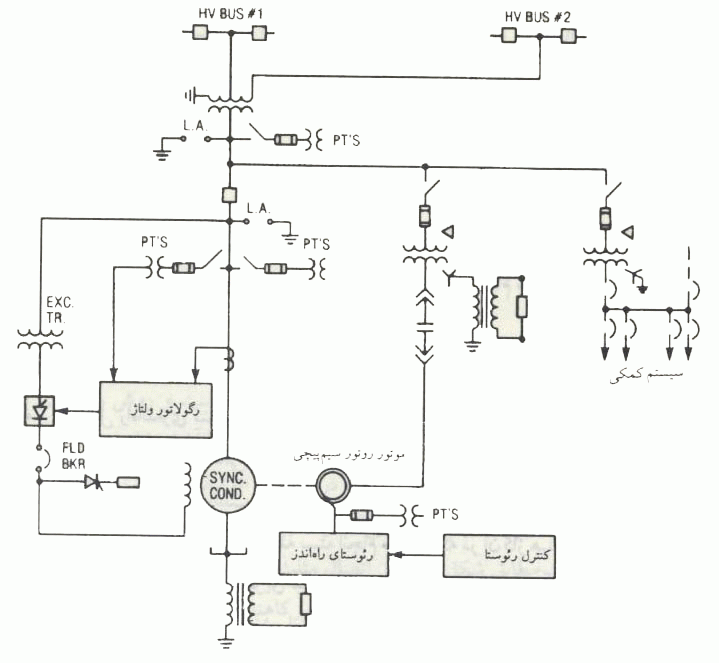 HV BUS #1
HV BUS #2
L.A.
PT'S
L.A.
PT'S
PT'S
EXC.
TR.
رگولاتور ولتاژ
سیستم کمکی
FLD
BKR
موتور روتور سیم‌پیچی
SYNC.
COND.
PT'S
رئوستای راه‌انداز
کنترل رئوستا